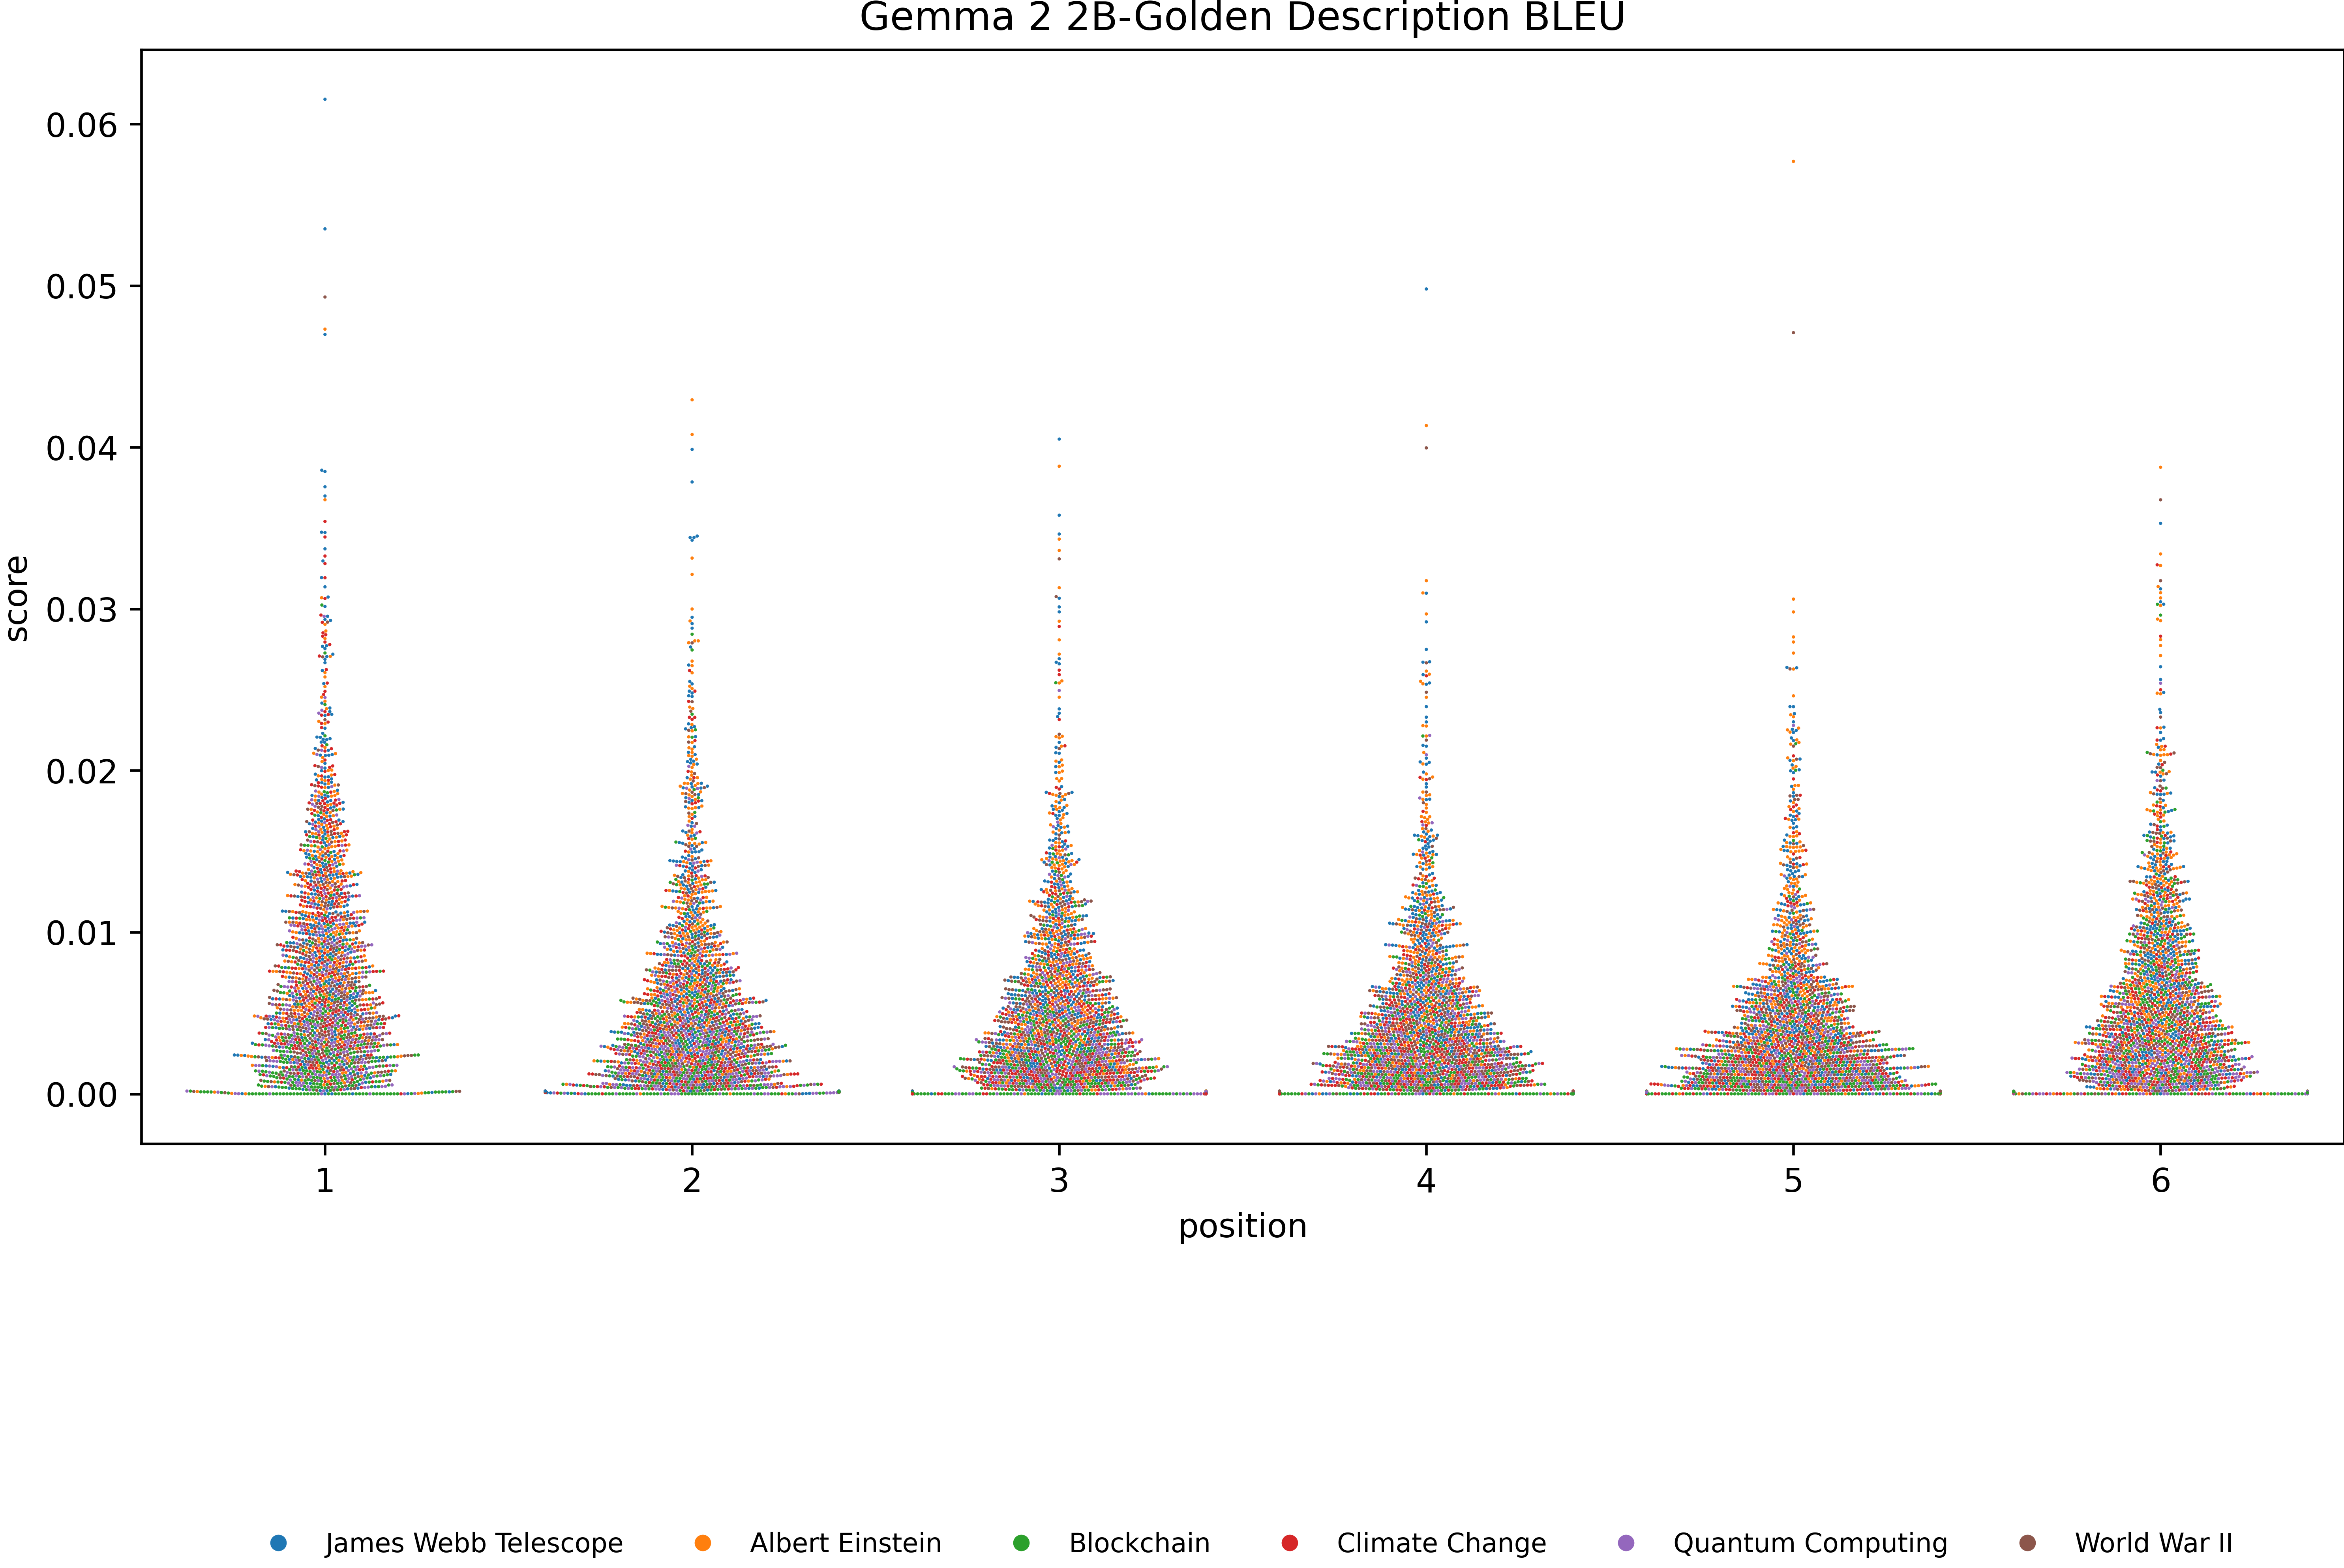 Gemma 2 2B-Golden Description BLEU
0.06
0.05
0.04
0.03
0.02
0.01
0.00
score
1 2 3 4 5 6
position
James Webb Telescope Albert Einstein Blockchain Climate Change Quantum Computing World War II